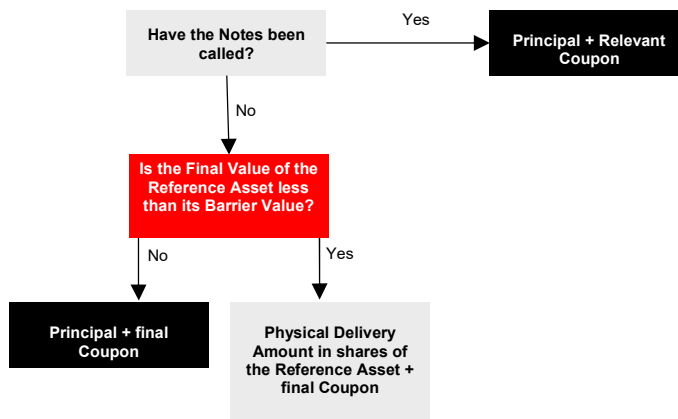 Have the Notes been
called?
Yes
Principal + Relevant
Coupon
No
Is the Final Value of the
Reference Asset less
than its Barrier Value?
No
Yes
Principal + final
Coupon
Physical Delivery
Amount in shares of
the Reference Asset +
final Coupon